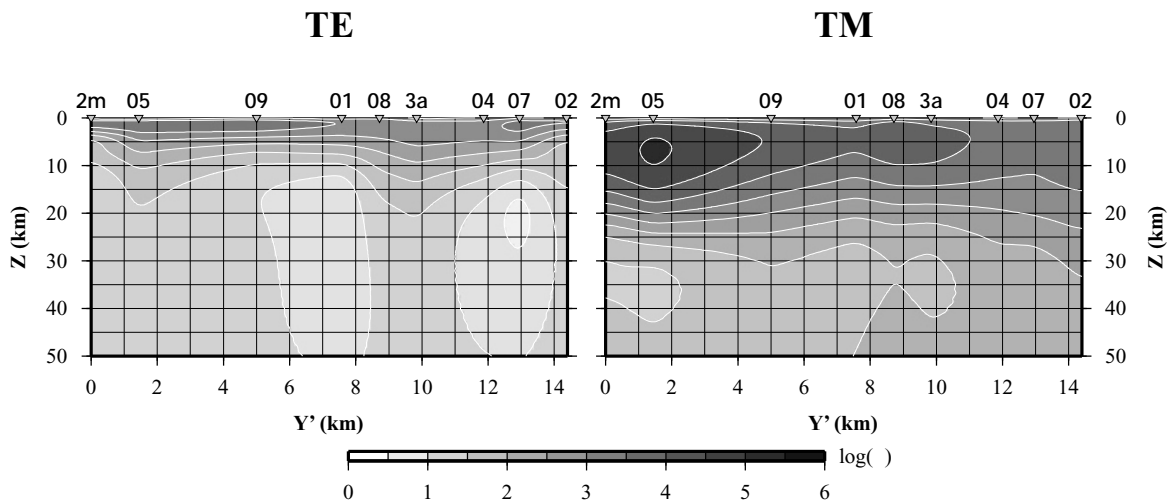 TE TM
2m 05 09 01 08 3a 04 07 02 2m 05 09 01 08 3a 04 07 02
0 0
10 10
20 20
Z (km) Z (km)
30 30
40 40
50 50
0 2 4 6 8 10 12 14 0 2 4 6 8 10 12 14
Y’ (km) Y’ (km)
log( )
0 1 2 3 4 5 6